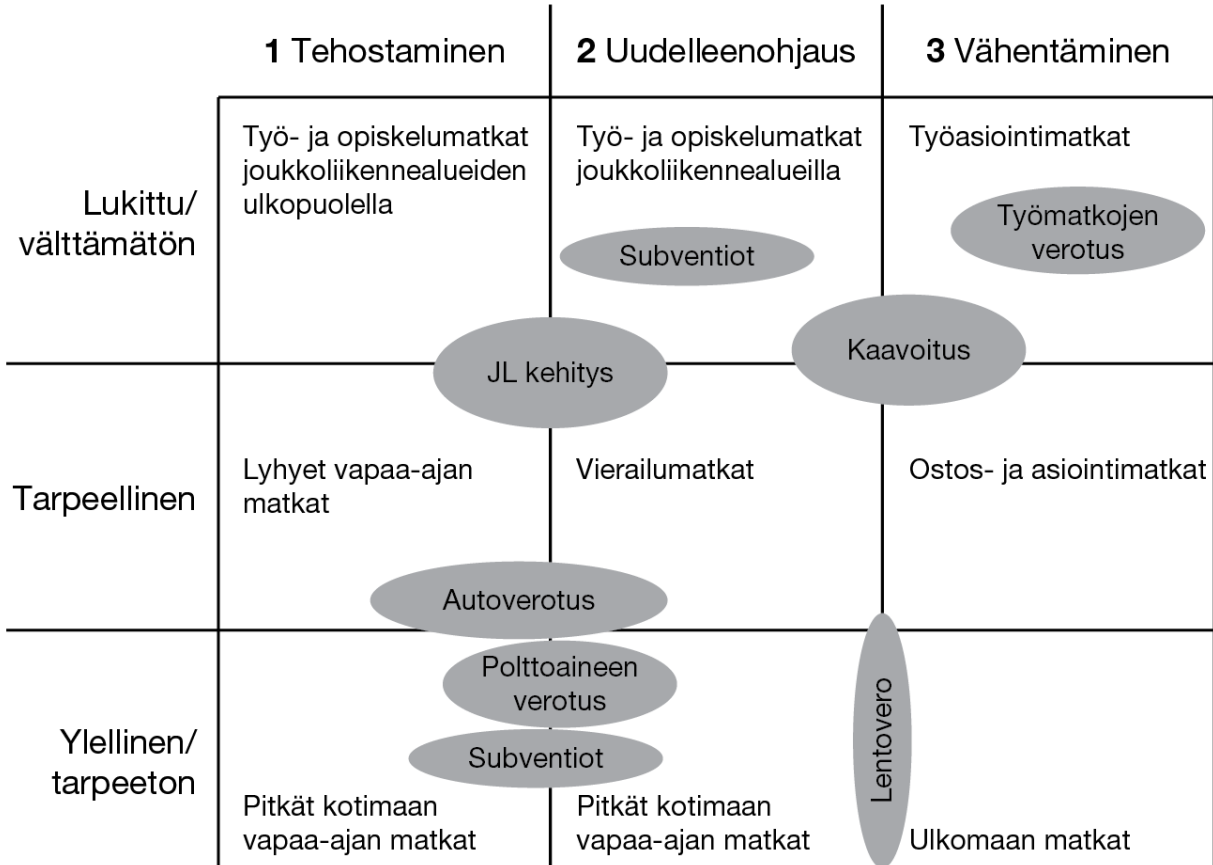 1 Tehostaminen
2 Uudelleenohjaus
3 Vähentäminen
Lukittu/
välttämätön
Työ- ja opiskelumatkat
joukkoliikennealueiden
ulkopuolella
Työ- ja opiskelumatkat
joukkoliikennealueilla
Subventiot
Työasiointimatkat
Työmatkojen
verotus
JL kehitys
Kaavoitus
Tarpeellinen
Lyhyet vapaa-ajan
matkat
Vierailumatkat
Ostos- ja asiointimatkat
Autoverotus
Ylellinen/
tarpeeton
Polttoaineen
verotus
Subventiot
Lentovero
Pitkät kotimaan
vapaa-ajan matkat
Pitkät kotimaan
vapaa-ajan matkat
Ulkomaan matkat